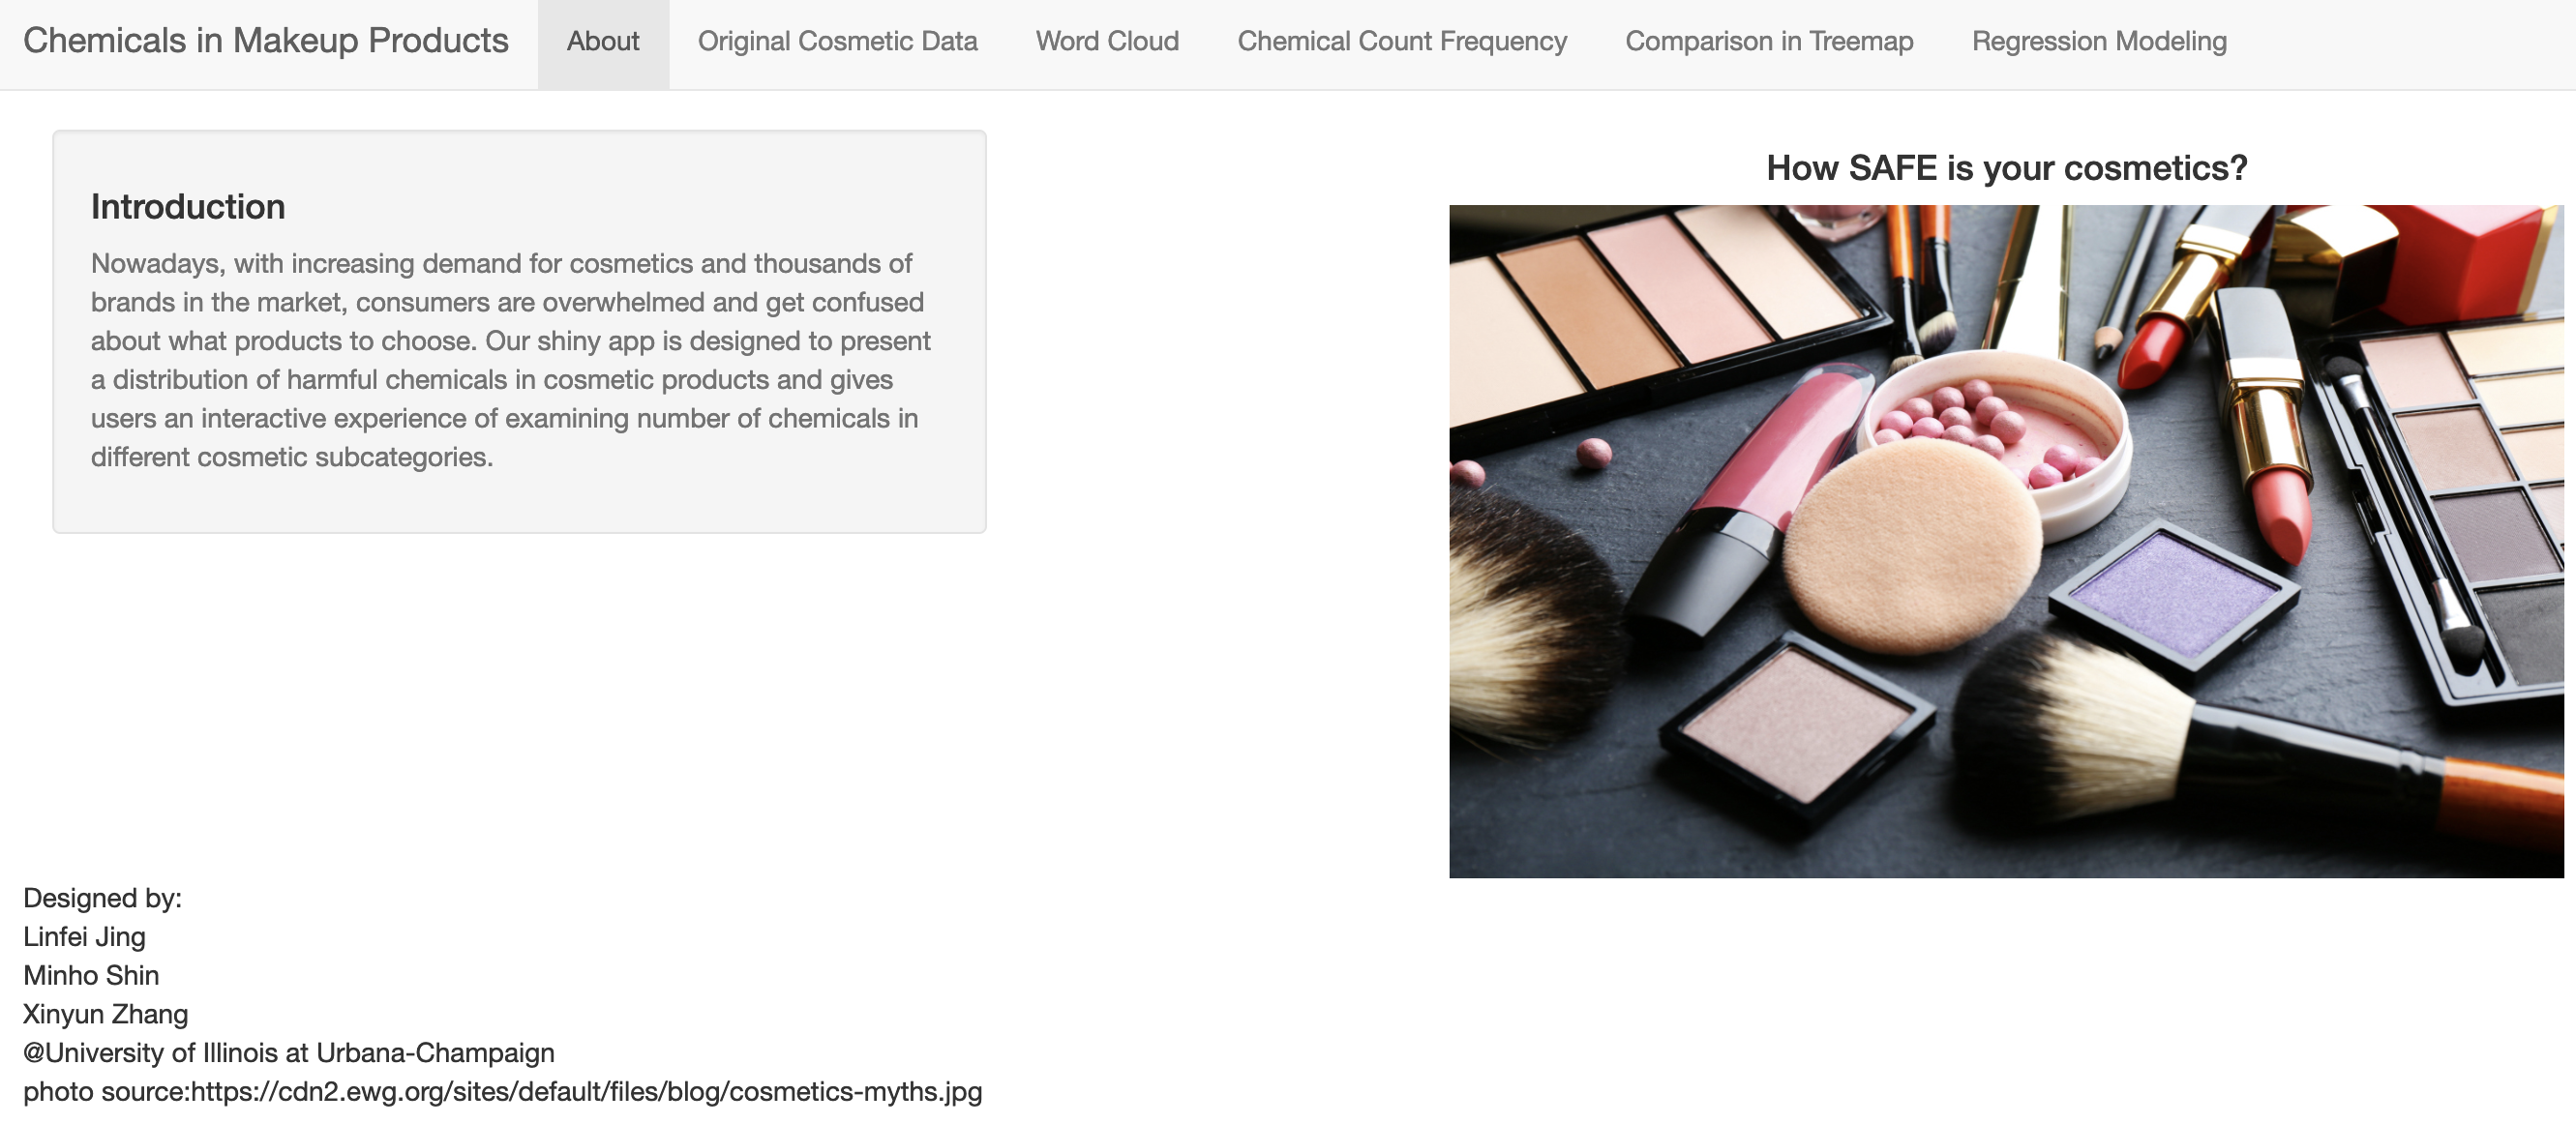 Chemicals in Makeup Products
About
Original Cosmetic Data
Word Cloud
Chemical Count Frequency
Comparison in Treemap
Regression Modeling
Introduction
Nowadays, with increasing demand for cosmetics and thousands of
brands in the market, consumers are overwhelmed and get confused
about what products to choose. Our shiny app is designed to present
a distribution of harmful chemicals in cosmetic products and gives
users an interactive experience of examining number of chemicals in
different cosmetic subcategories.
How SAFE is your cosmetics?
Designed by:
Linfei Jing
Minho Shin
Xinyun Zhang
@University of Illinois at Urbana-Champaign
photo source:https://cdn2.ewg.org/sites/default/files/blog/cosmetics-myths.jpg